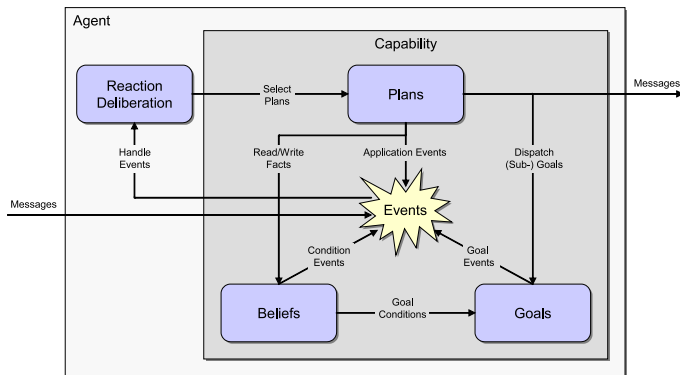 Agent
Capability
Reaction
Deliberation
Select
Plans
Plans
Messages
Handle
Events
Read/Write
Facts
Application Events
Dispatch
(Sub-) Goals
Messages
Events
Condition
Events
Goal
Events
Beliefs
Goal
Conditions
Goals